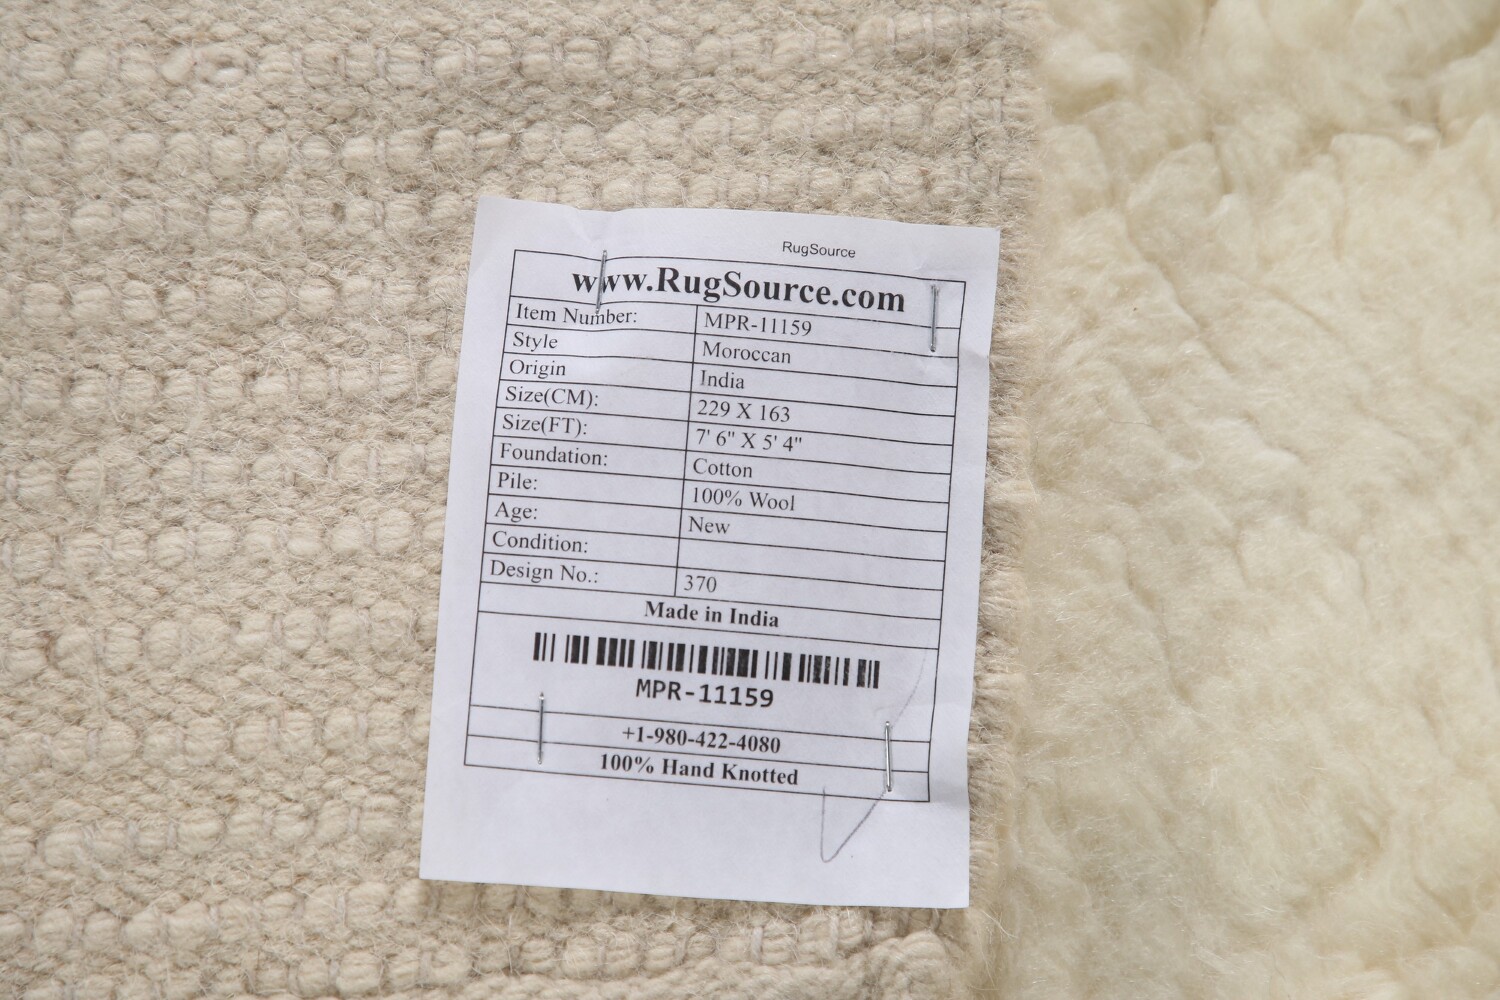 RugSource
www.RugSource.com
Item Number: MPR-11159
Style Moroccan
Origin India
Size(CM): 229 X 163
Size(FT): 7' 6" X 5' 4"
Foundation: Cotton
Pile: 100% Wool
Age: New
Condition:
Design No.: 370
Made in India
MPR-11159
+1-980-422-4080
100% Hand Knotted